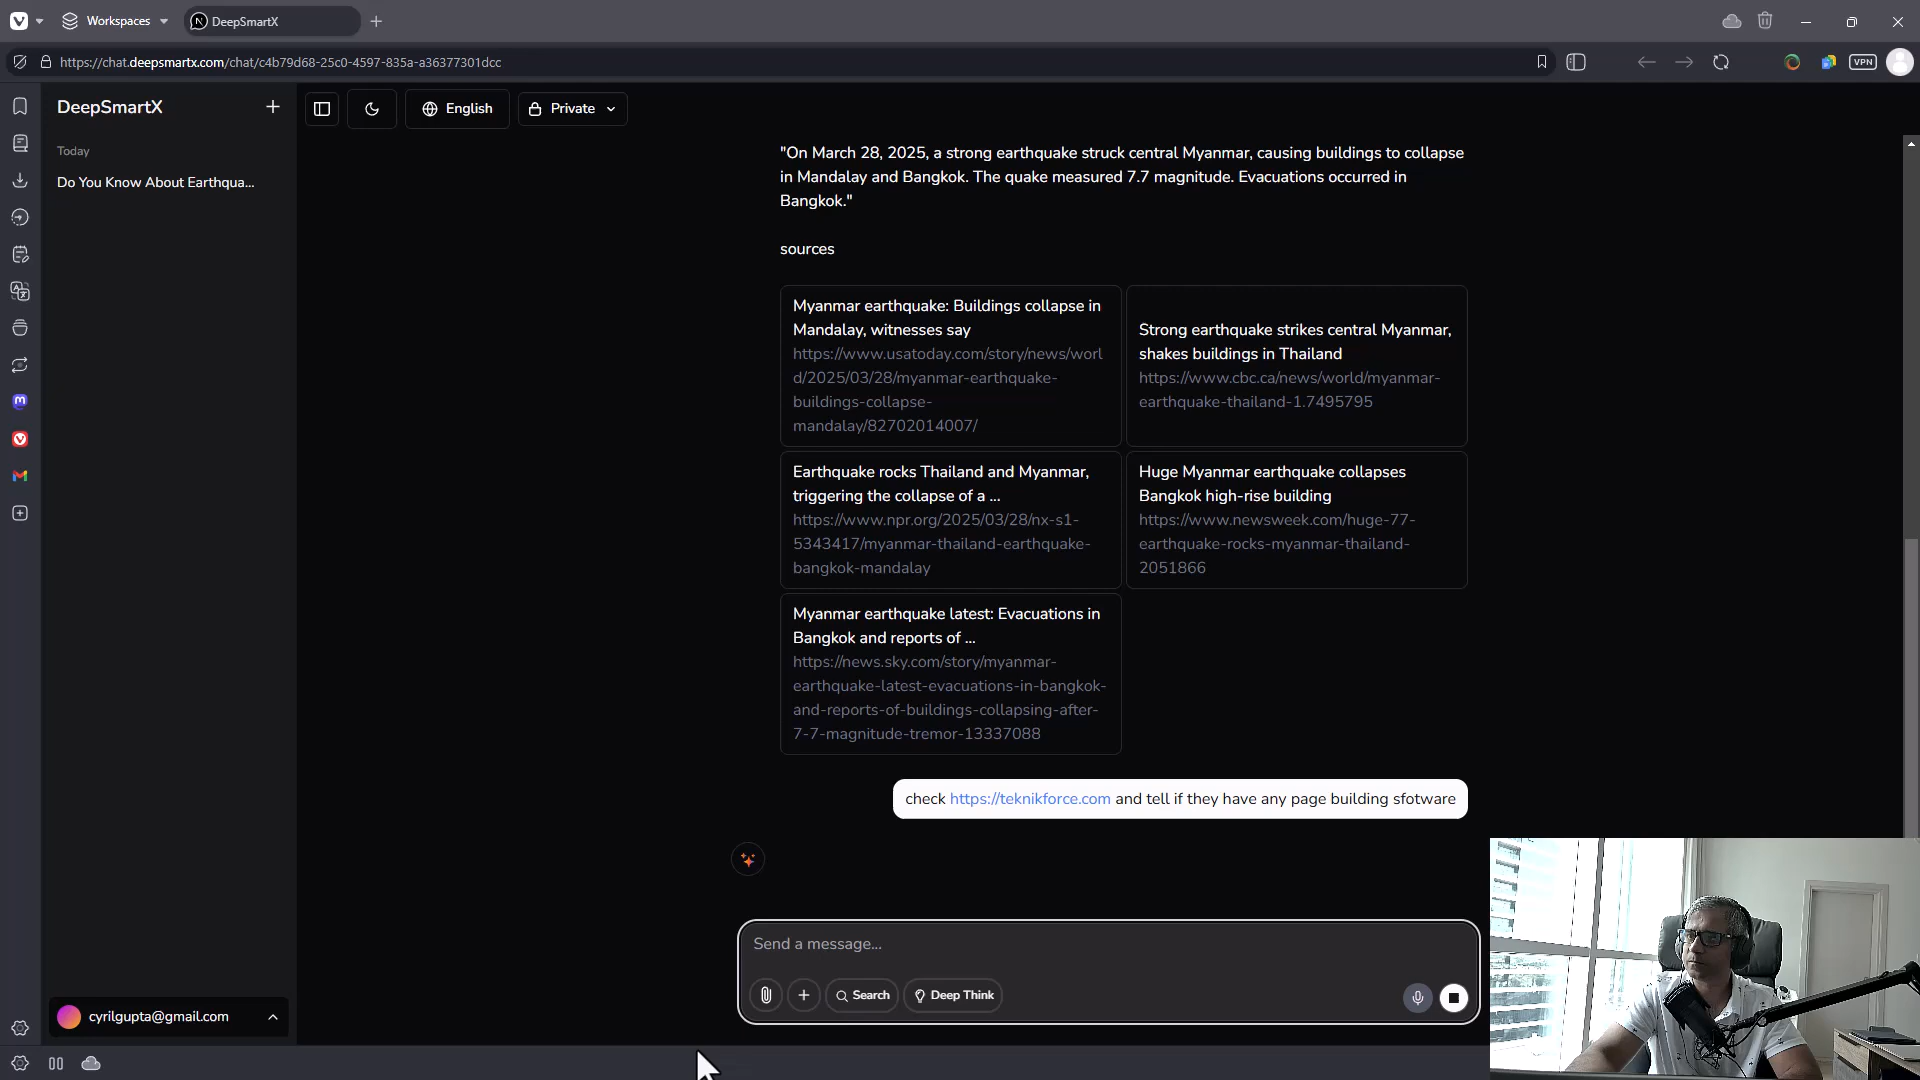 Workspaces
DeepSmartX
https://chat.deepsmartx.com/chat/c4b79d68-25c0-4597-835a-a36377301dcc
VPN
DeepSmartX
English
Private
Today
Do You Know About Earthqua...
"On March 28, 2025, a strong earthquake struck central Myanmar, causing buildings to collapse
in Mandalay and Bangkok. The quake measured 7.7 magnitude. Evacuations occurred in
Bangkok."
sources
Myanmar earthquake: Buildings collapse in
Mandalay, witnesses say
https://www.usatoday.com/story/news/worl
d/2025/03/28/myanmar-earthquake-
buildings-collapse-
mandalay/82702014007/
Strong earthquake strikes central Myanmar,
shakes buildings in Thailand
https://www.cbc.ca/news/world/myanmar-
earthquake-thailand-1.7495795
Earthquake rocks Thailand and Myanmar,
triggering the collapse of a ...
https://www.npr.org/2025/03/28/nx-s1-
5343417/myanmar-thailand-earthquake-
bangkok-mandalay
Huge Myanmar earthquake collapses
Bangkok high-rise building
https://www.newsweek.com/huge-77-
earthquake-rocks-myanmar-thailand-
2051866
Myanmar earthquake latest: Evacuations in
Bangkok and reports of ...
https://news.sky.com/story/myanmar-
earthquake-latest-evacuations-in-bangkok-
and-reports-of-buildings-collapsing-after-
7-7-magnitude-tremor-13337088
check https://teknikforce.com and tell if they have any page building sfotware
Send a message...
Search
Deep Think
cyrilgupta@gmail.com